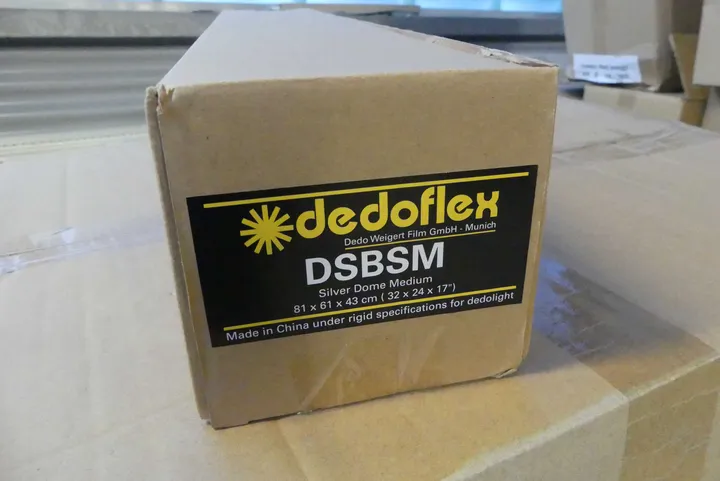 dedoflex
Dedo Weigert Film GmbH - Munich
DSBSM
Silver Dome Medium
81 x 61 x 43 cm ( 32 x 24 x 17")
Made in China under rigid specifications for dedolight